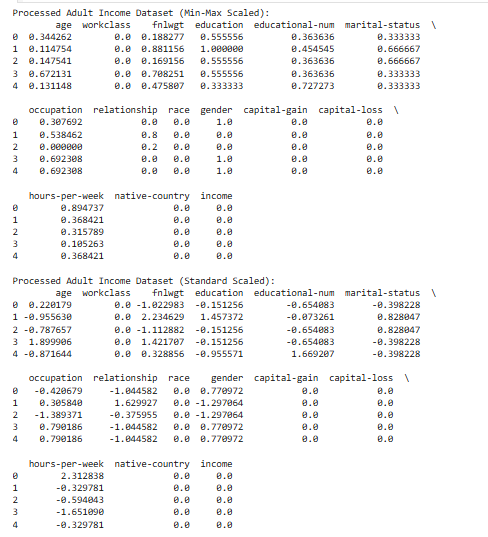 Processed Adult Income Dataset (Min-Max Scaled):
age workclass fnlwgt education educational-num marital-status \
0 0.344262 0.0 0.188277 0.555556 0.363636 0.333333
1 0.114754 0.0 0.881156 1.000000 0.454545 0.666667
2 0.147541 0.0 0.169156 0.555556 0.363636 0.666667
3 0.672131 0.0 0.708251 0.555556 0.363636 0.333333
4 0.131148 0.0 0.475807 0.333333 0.727273 0.333333
occupation relationship race gender capital-gain capital-loss \
0 0.307692 0.0 0.0 1.0 0.0 0.0
1 0.538462 0.8 0.0 0.0 0.0 0.0
2 0.000000 0.2 0.0 0.0 0.0 0.0
3 0.692308 0.0 0.0 1.0 0.0 0.0
4 0.692308 0.0 0.0 1.0 0.0 0.0
hours-per-week native-country income
0 0.894737 0.0 0.0
1 0.368421 0.0 0.0
2 0.315789 0.0 0.0
3 0.105263 0.0 0.0
4 0.368421 0.0 0.0
Processed Adult Income Dataset (Standard Scaled):
age workclass fnlwgt education educational-num marital-status \
0 0.220179 0.0 -1.022983 -0.151256 -0.654083 -0.398228
1 -0.955630 0.0 2.234629 1.457372 -0.073261 0.828047
2 -0.787657 0.0 -1.112882 -0.151256 -0.654083 0.828047
3 1.899906 0.0 1.421707 -0.151256 -0.654083 -0.398228
4 -0.871644 0.0 0.328856 -0.955571 1.669207 -0.398228
occupation relationship race gender capital-gain capital-loss \
0 -0.420679 -1.044582 0.0 0.770972 0.0 0.0
1 0.305840 1.629927 0.0 -1.297064 0.0 0.0
2 -1.389371 -0.375955 0.0 -1.297064 0.0 0.0
3 0.790186 -1.044582 0.0 0.770972 0.0 0.0
4 0.790186 -1.044582 0.0 0.770972 0.0 0.0
hours-per-week native-country income
0 2.312838 0.0 0.0
1 -0.329781 0.0 0.0
2 -0.594043 0.0 0.0
3 -1.651090 0.0 0.0
4 -0.329781 0.0 0.0